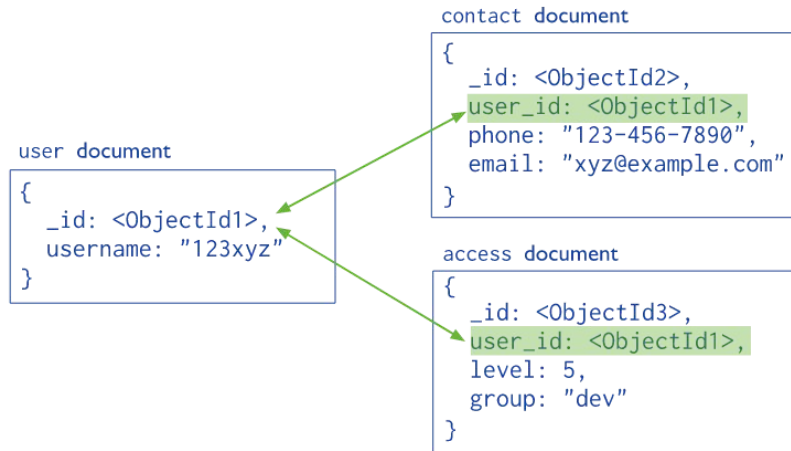 contact document
{
_id: <ObjectId2>,
user_id: <ObjectId1>,
phone: "123-456-7890",
email: "xyz@example.com"
}
user document
{
_id: <ObjectId1>,
username: "123xyz"
}
access document
{
_id: <ObjectId3>,
user_id: <ObjectId1>,
level: 5,
group: "dev"
}